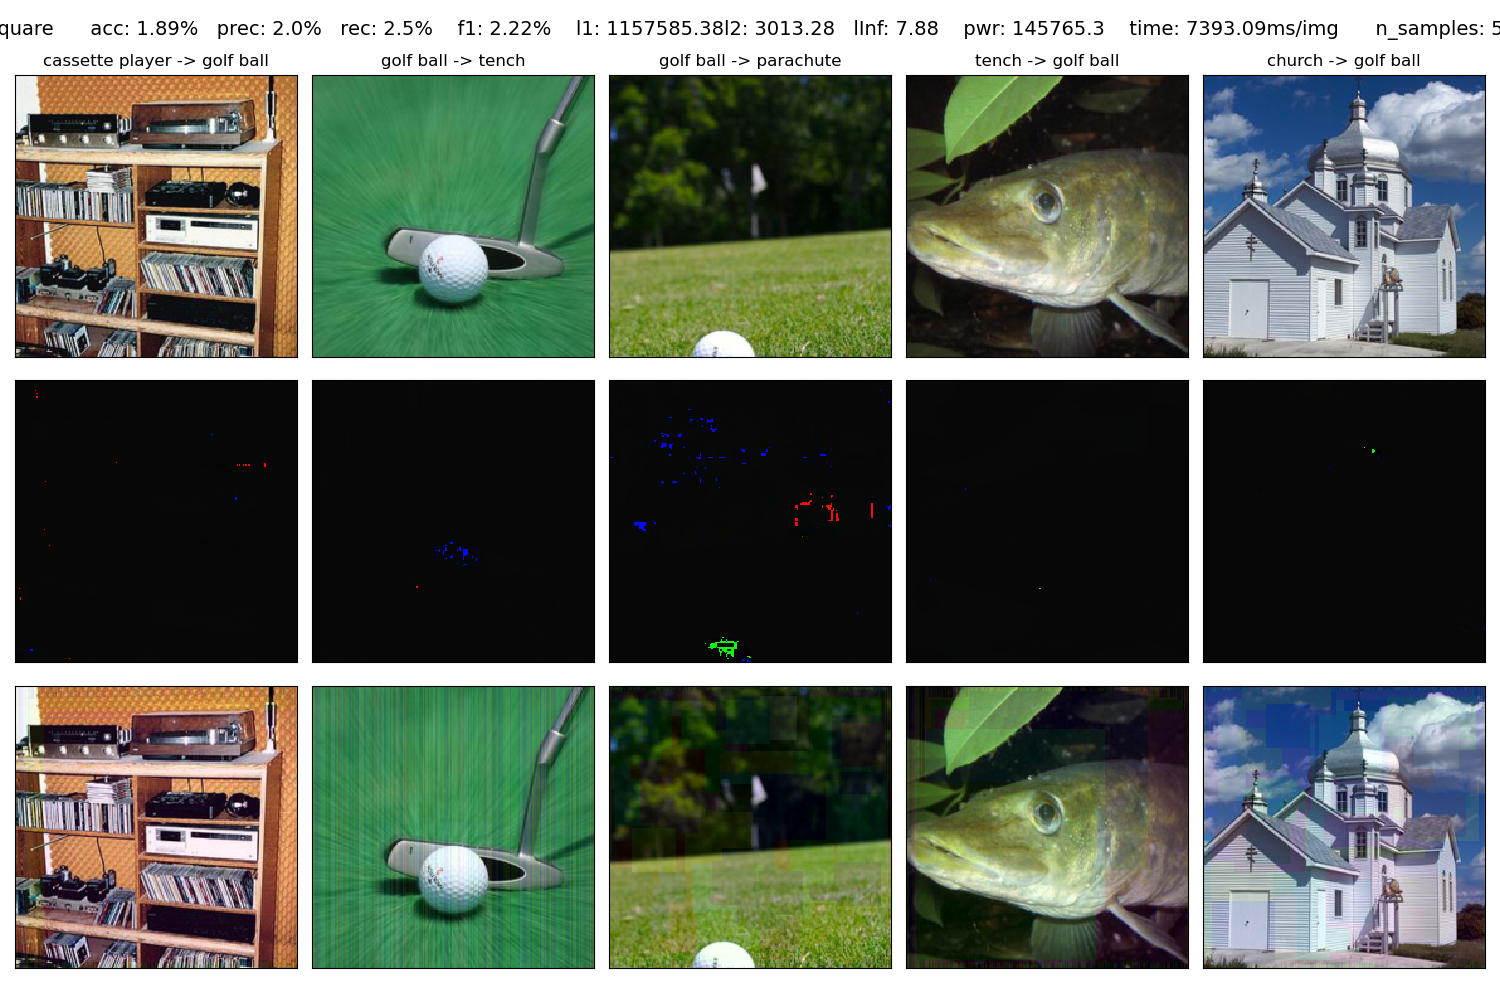 quare acc: 1.89% prec: 2.0% rec: 2.5% f1: 2.22% l1: 1157585.38l2: 3013.28 lInf: 7.88 pwr: 145765.3 time: 7393.09ms/img n_samples: 5
cassette player -> golf ball
golf ball -> tench
golf ball -> parachute
tench -> golf ball
church -> golf ball